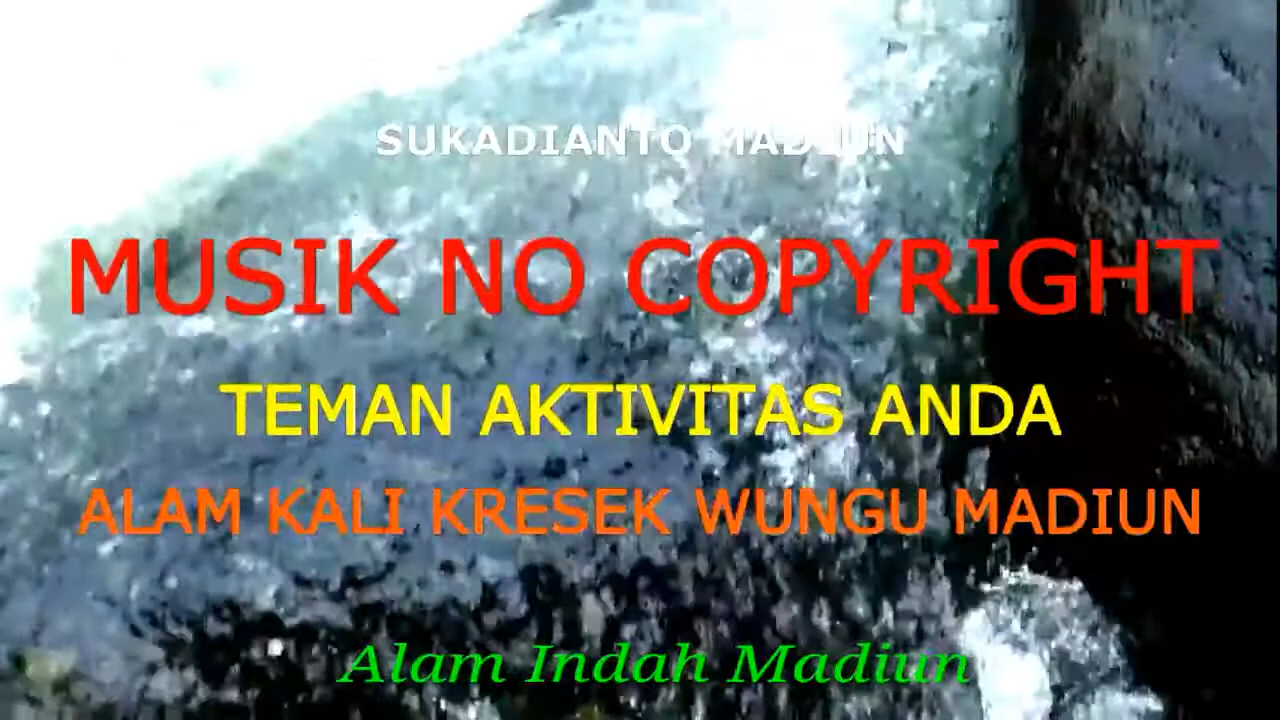 SUKADIANTO MADIUN
MUSIK NO COPYRIGHT
TEMAN AKTIVITAS ANDA
ALAM KALI KRESEK WUNGU MADIUN
Alam Indah Madiun